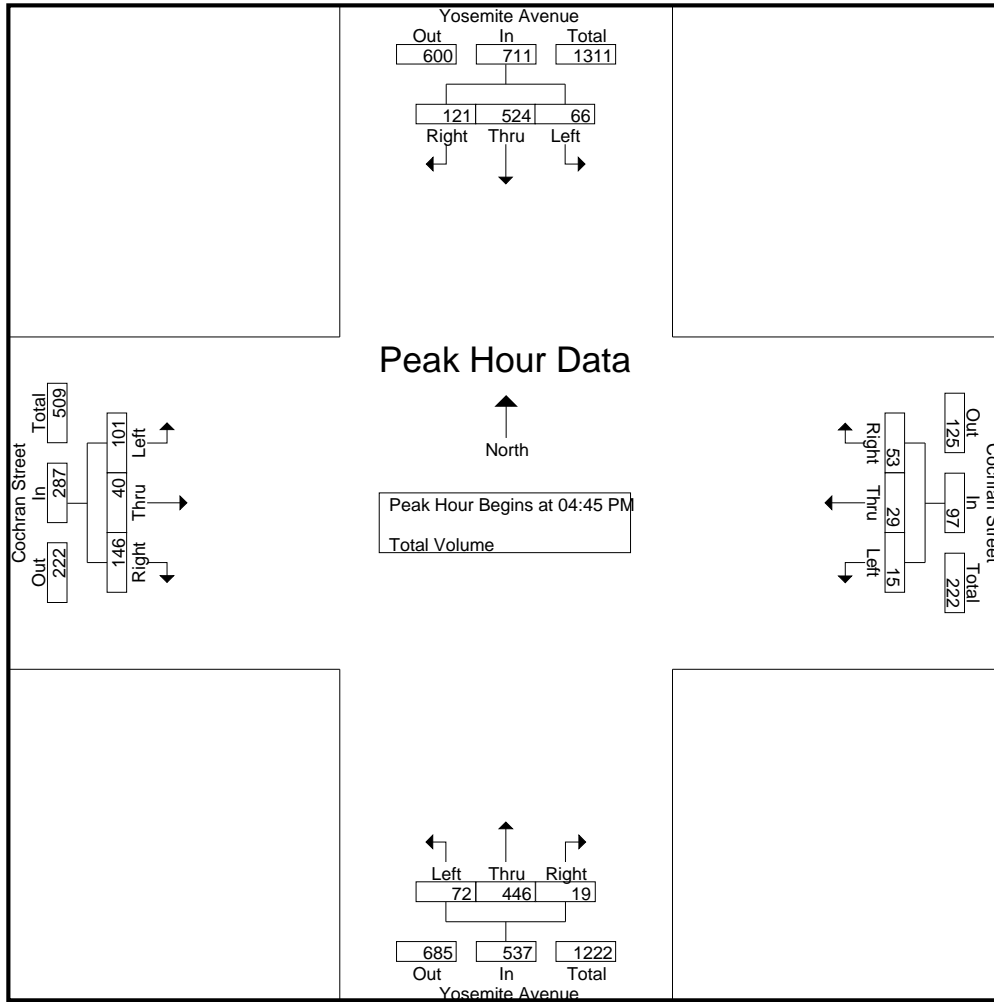 Yosemite Avenue
Out In Total
600 711 1311
121 524 66
Right Thru Left
Peak Hour Data
North
Peak Hour Begins at 04:45 PM
Total Volume
Cochran Street
Out In Total
222 287 509
Left Thru Right
101 40 146
Cochran Street
Out In Total
125 97 222
53 29 15
Right Thru Left
Left Thru Right
72 446 19
685 537 1222
Out In Total
Yosemite Avenue